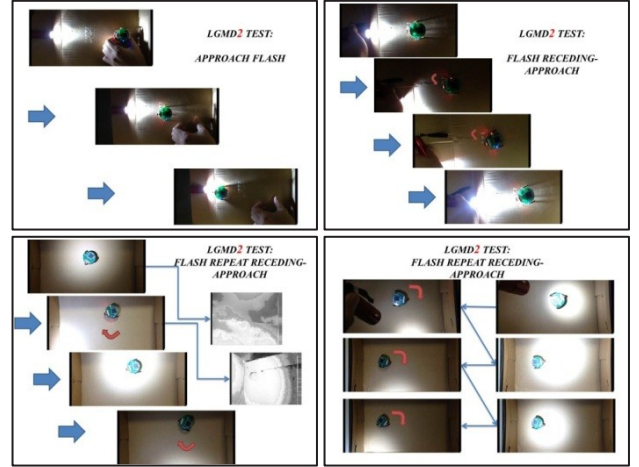 LGMD2 TEST:
APPROACH FLASH
LGMD2 TEST:
FLASH RECEDING-
APPROACH
LGMD2 TEST:
FLASH REPEAT RECEDING-
APPROACH
LGMD2 TEST:
FLASH REPEAT RECEDING-
APPROACH